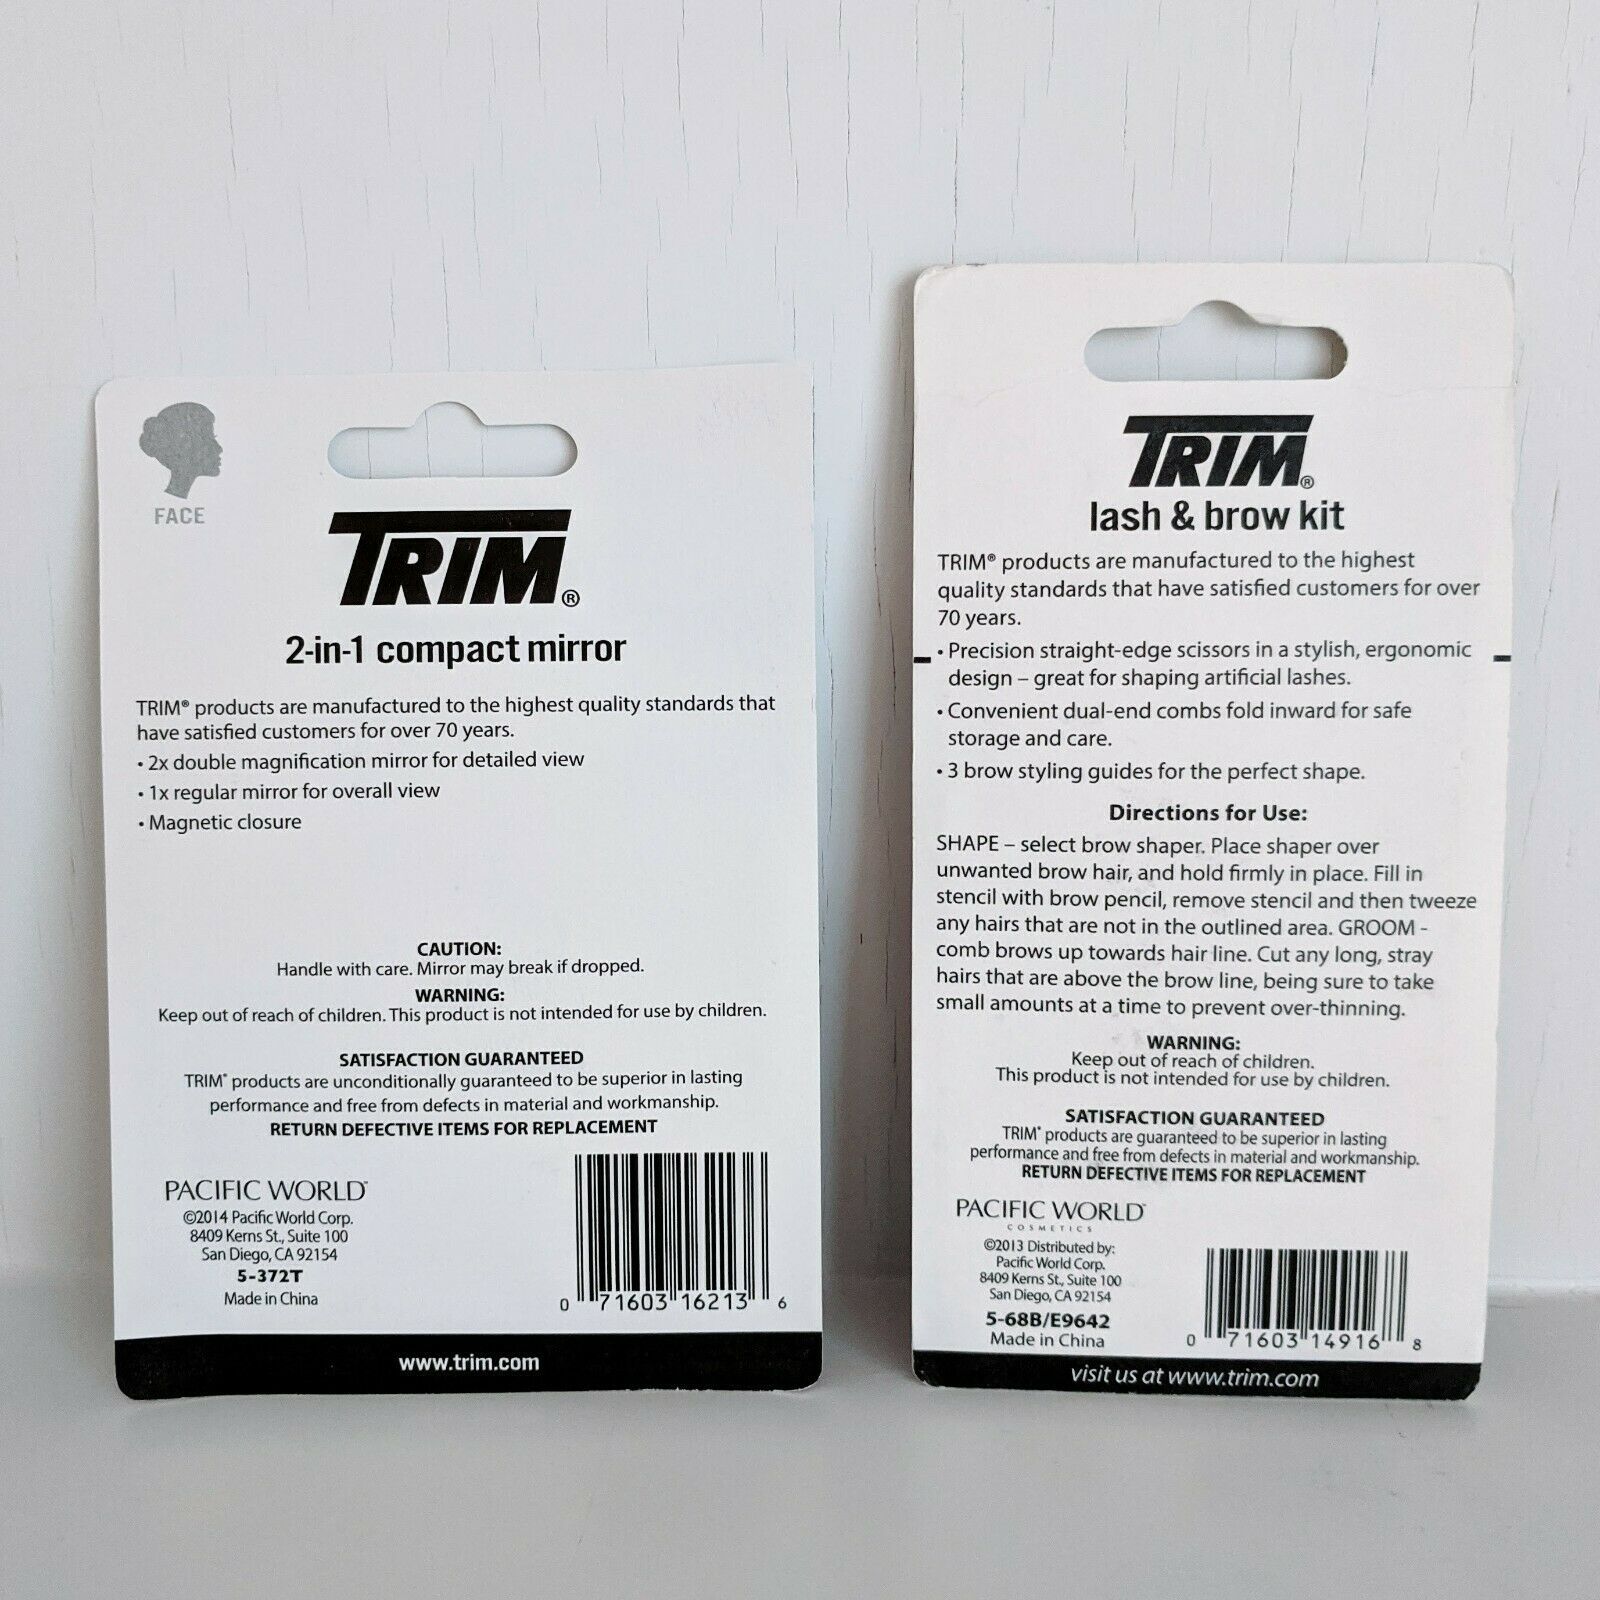 FACE
TRIM®
2-in-1 compact mirror
TRIM® products are manufactured to the highest quality standards that
have satisfied customers for over 70 years.
• 2x double magnification mirror for detailed view
• 1x regular mirror for overall view
• Magnetic closure
CAUTION:
Handle with care. Mirror may break if dropped.
WARNING:
Keep out of reach of children. This product is not intended for use by children.
SATISFACTION GUARANTEED
TRIM® products are unconditionally guaranteed to be superior in lasting
performance and free from defects in material and workmanship.
RETURN DEFECTIVE ITEMS FOR REPLACEMENT
PACIFIC WORLD™
©2014 Pacific World Corp.
8409 Kerns St., Suite 100
San Diego, CA 92154
5-372T
Made in China
0 71603 16213 6
www.trim.com
TRIM®
lash & brow kit
TRIM® products are manufactured to the highest
quality standards that have satisfied customers for over
70 years.
• Precision straight-edge scissors in a stylish, ergonomic
design – great for shaping artificial lashes.
• Convenient dual-end combs fold inward for safe
storage and care.
• 3 brow styling guides for the perfect shape.
Directions for Use:
SHAPE – select brow shaper. Place shaper over
unwanted brow hair, and hold firmly in place. Fill in
stencil with brow pencil, remove stencil and then tweeze
any hairs that are not in the outlined area. GROOM -
comb brows up towards hair line. Cut any long, stray
hairs that are above the brow line, being sure to take
small amounts at a time to prevent over-thinning.
WARNING:
Keep out of reach of children.
This product is not intended for use by children.
SATISFACTION GUARANTEED
TRIM® products are guaranteed to be superior in lasting
performance and free from defects in material and workmanship.
RETURN DEFECTIVE ITEMS FOR REPLACEMENT
PACIFIC WORLD™
COSMETICS
©2013 Distributed by:
Pacific World Corp.
8409 Kerns St., Suite 100
San Diego, CA 92154
5-68B/E9642
Made in China
0 71603 14916 8
visit us at www.trim.com